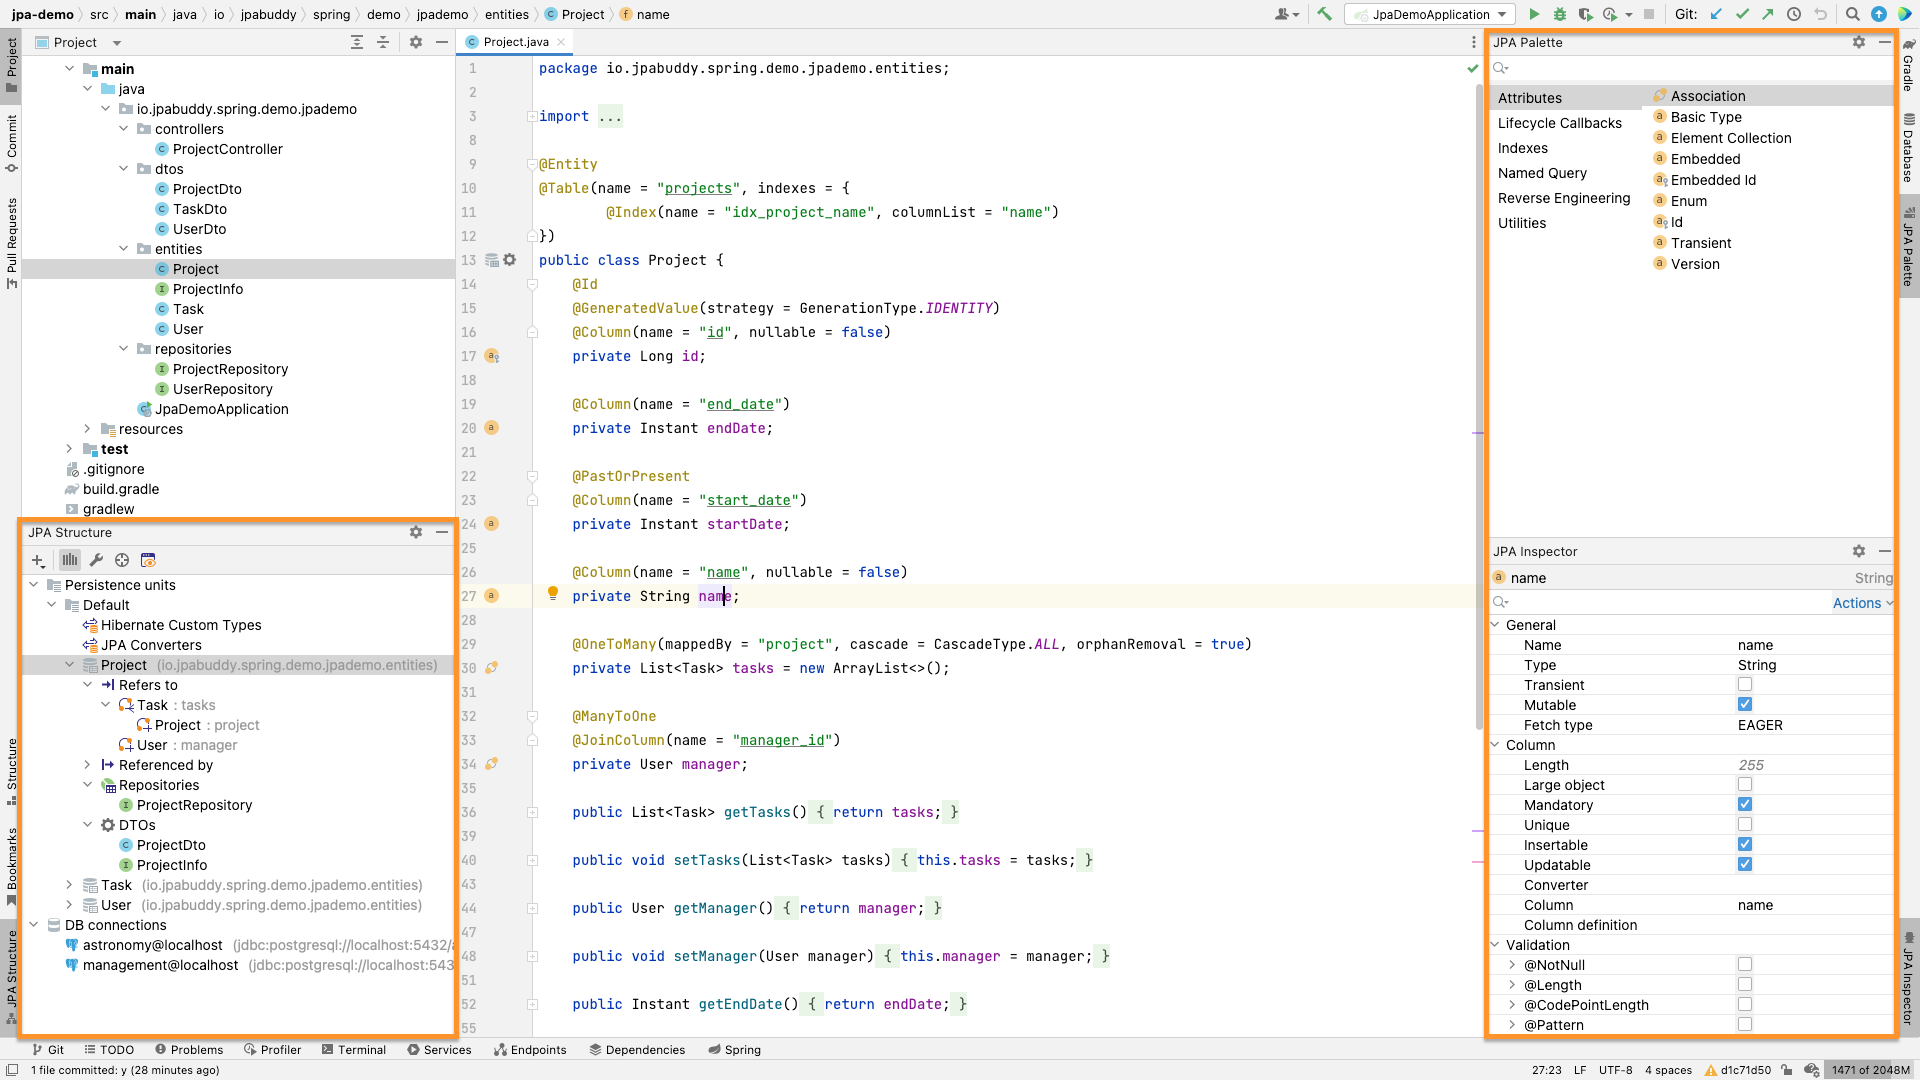 jpa-demo src main java io jpabuddy spring demo jpademo entities Project name
JpaDemoApplication Git:
Project
main
java
io.jpabuddy.spring.demo.jpademo
controllers
ProjectController
dtos
ProjectDto
TaskDto
UserDto
entities
Project
ProjectInfo
Task
User
repositories
ProjectRepository
UserRepository
JpaDemoApplication
resources
test
.gitignore
build.gradle
gradlew
JPA Structure
Persistence units
Default
Hibernate Custom Types
JPA Converters
Project (io.jpabuddy.spring.demo.jpademo.entities)
Refers to
Task : tasks
Project : project
User : manager
Referenced by
Repositories
ProjectRepository
DTOs
ProjectDto
ProjectInfo
Task (io.jpabuddy.spring.demo.jpademo.entities)
User (io.jpabuddy.spring.demo.jpademo.entities)
DB connections
astronomy@localhost (jdbc:postgresql://localhost:5432/
management@localhost (jdbc:postgresql://localhost:543
Project
Commit
Pull Requests
Structure
Bookmarks
JPA Structure
Project.java
1 package io.jpabuddy.spring.demo.jpademo.entities;
2
3 import ...
8
9 @Entity
10 @Table(name = "projects", indexes = {
11 @Index(name = "idx_project_name", columnList = "name")
12 })
13 public class Project {
14 @Id
15 @GeneratedValue(strategy = GenerationType.IDENTITY)
16 @Column(name = "id", nullable = false)
17 private Long id;
18
19 @Column(name = "end_date")
20 private Instant endDate;
21
22 @PastOrPresent
23 @Column(name = "start_date")
24 private Instant startDate;
25
26 @Column(name = "name", nullable = false)
27 private String name;
28
29 @OneToMany(mappedBy = "project", cascade = CascadeType.ALL, orphanRemoval = true)
30 private List<Task> tasks = new ArrayList<>();
31
32 @ManyToOne
33 @JoinColumn(name = "manager_id")
34 private User manager;
35
36 public List<Task> getTasks() { return tasks; }
39
40 public void setTasks(List<Task> tasks) { this.tasks = tasks; }
43
44 public User getManager() { return manager; }
47
48 public void setManager(User manager) { this.manager = manager; }
51
52 public Instant getEndDate() { return endDate; }
55
JPA Palette
Attributes
Lifecycle Callbacks
Indexes
Named Query
Reverse Engineering
Utilities
Association
Basic Type
Element Collection
Embedded
Embedded Id
Enum
Id
Transient
Version
JPA Inspector
name String
Actions
General
Name name
Type String
Transient
Mutable
Fetch type EAGER
Column
Length 255
Large object
Mandatory
Unique
Insertable
Updatable
Converter
Column name
Column definition
Validation
@NotNull
@Length
@CodePointLength
@Pattern
Gradle
Database
JPA Palette
JPA Inspector
Git TODO Problems Profiler Terminal Services Endpoints Dependencies Spring
1 file committed: y (28 minutes ago) 27:23 LF UTF-8 4 spaces d1c71d50 1471 of 2048M